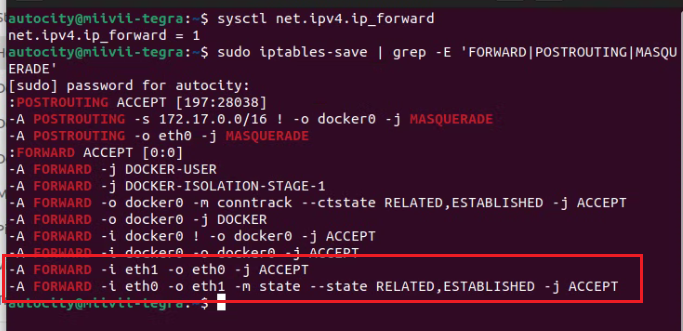 autocity@miivii-tegra:~$ sysctl net.ipv4.ip_forward
net.ipv4.ip_forward = 1
autocity@miivii-tegra:~$ sudo iptables-save | grep -E 'FORWARD|POSTROUTING|MASQU
ERADE'
[sudo] password for autocity:
:POSTROUTING ACCEPT [197:28038]
-A POSTROUTING -s 172.17.0.0/16 ! -o docker0 -j MASQUERADE
-A POSTROUTING -o eth0 -j MASQUERADE
:FORWARD ACCEPT [0:0]
-A FORWARD -j DOCKER-USER
-A FORWARD -j DOCKER-ISOLATION-STAGE-1
-A FORWARD -o docker0 -m conntrack --ctstate RELATED,ESTABLISHED -j ACCEPT
-A FORWARD -o docker0 -j DOCKER
-A FORWARD -i docker0 ! -o docker0 -j ACCEPT
-A FORWARD -i docker0 -o docker0 -j ACCEPT
-A FORWARD -i eth1 -o eth0 -j ACCEPT
-A FORWARD -i eth0 -o eth1 -m state --state RELATED,ESTABLISHED -j ACCEPT
autocity@miivii-tegra:~$